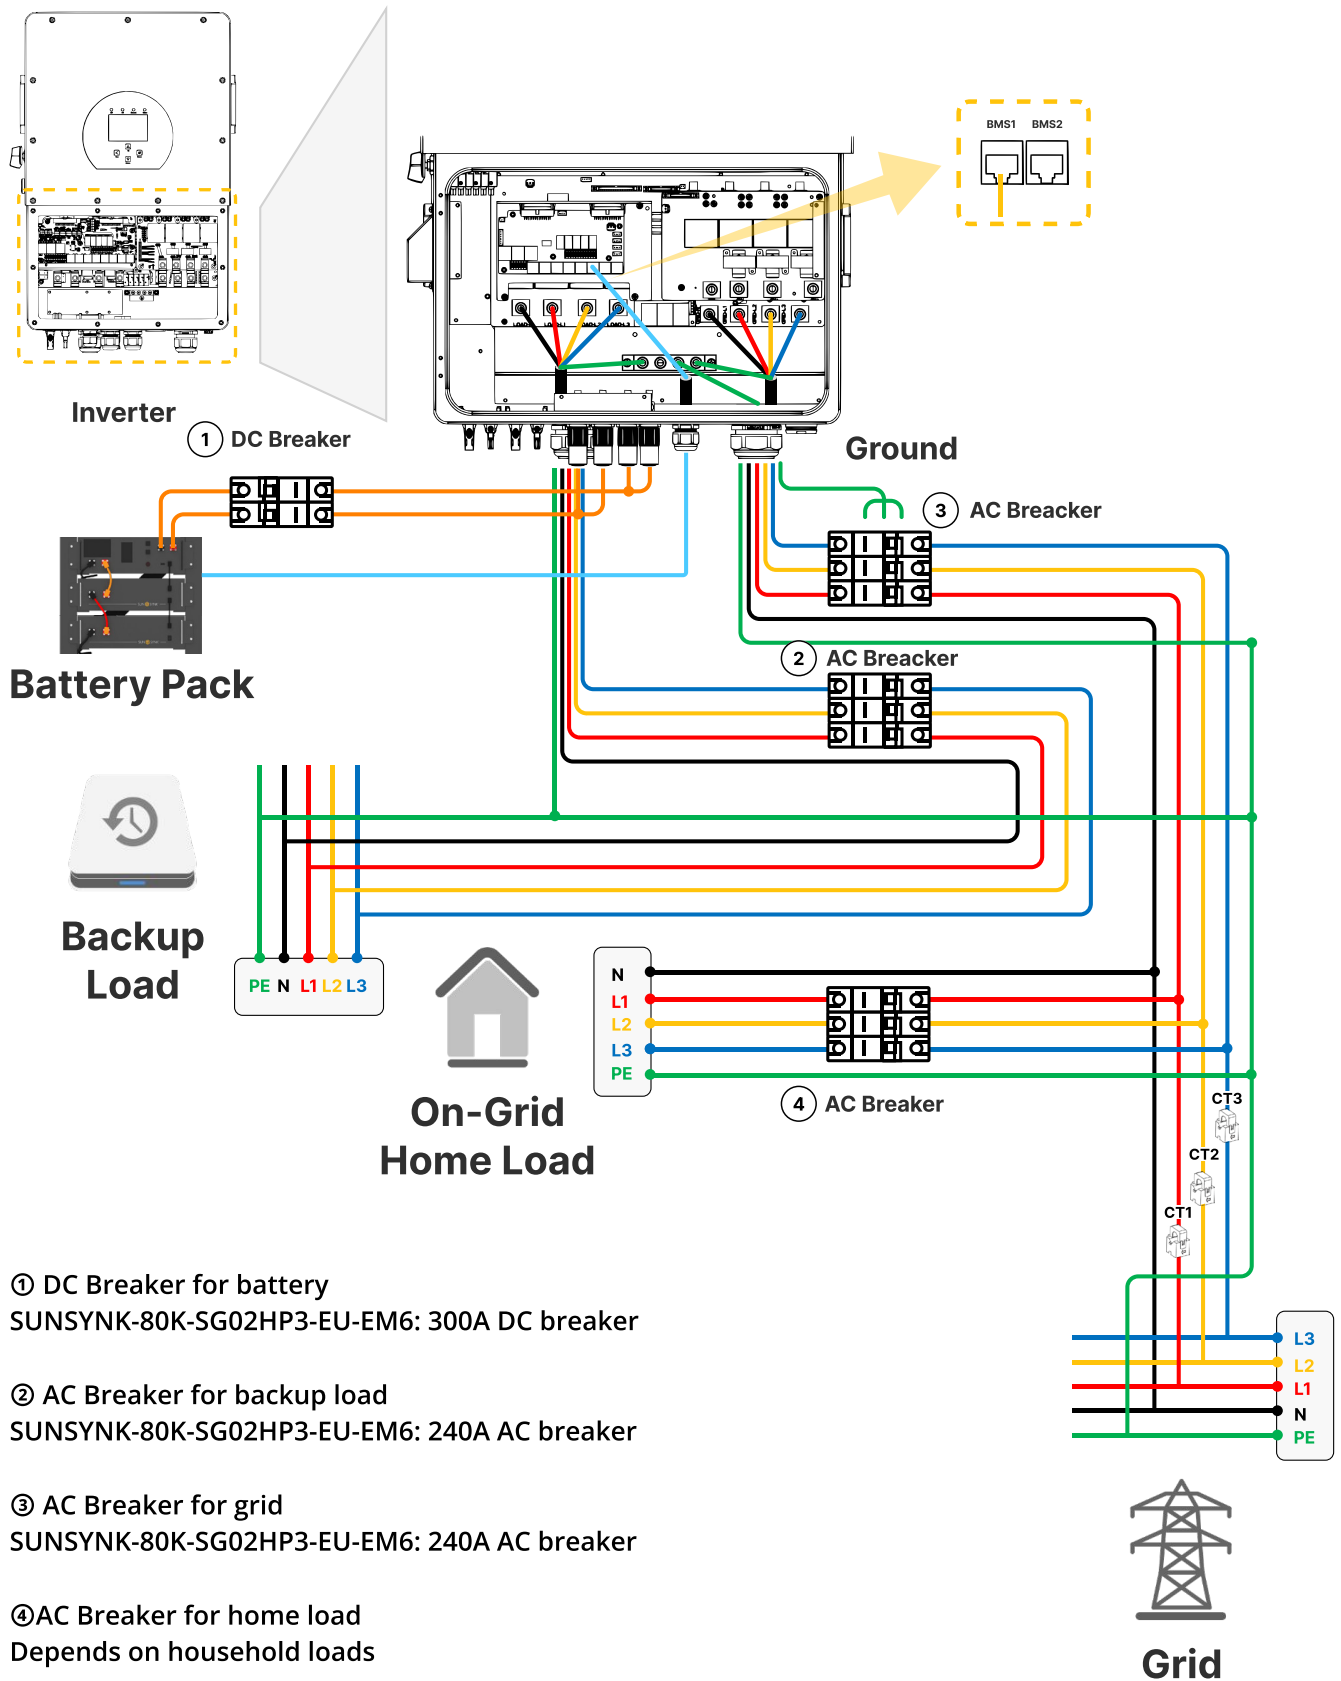 BMS1 BMS2
Inverter
1 DC Breaker
Ground
3 AC Breacker
2 AC Breacker
Battery Pack
Backup
Load
PE N L1 L2 L3
N
L1
L2
L3
PE
On-Grid
Home Load
4 AC Breaker
CT3
CT2
CT1
① DC Breaker for battery
SUNSYNK-80K-SG02HP3-EU-EM6: 300A DC breaker
② AC Breaker for backup load
SUNSYNK-80K-SG02HP3-EU-EM6: 240A AC breaker
③ AC Breaker for grid
SUNSYNK-80K-SG02HP3-EU-EM6: 240A AC breaker
④AC Breaker for home load
Depends on household loads
L3
L2
L1
N
PE
Grid